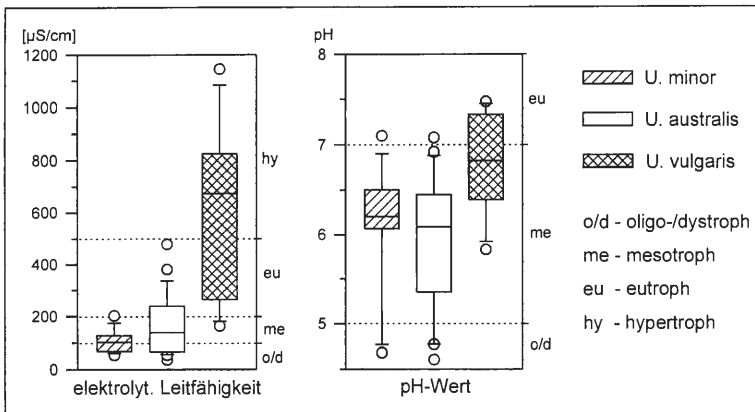 [µS/cm]
1200
1000
800
600
400
200
0
hy
eu
me
o/d
elektrolyt. Leitfähigkeit
pH
8
7
6
5
eu
me
o/d
pH-Wert
U. minor
U. australis
U. vulgaris
o/d - oligo-/dystroph
me - mesotroph
eu - eutroph
hy - hypertroph